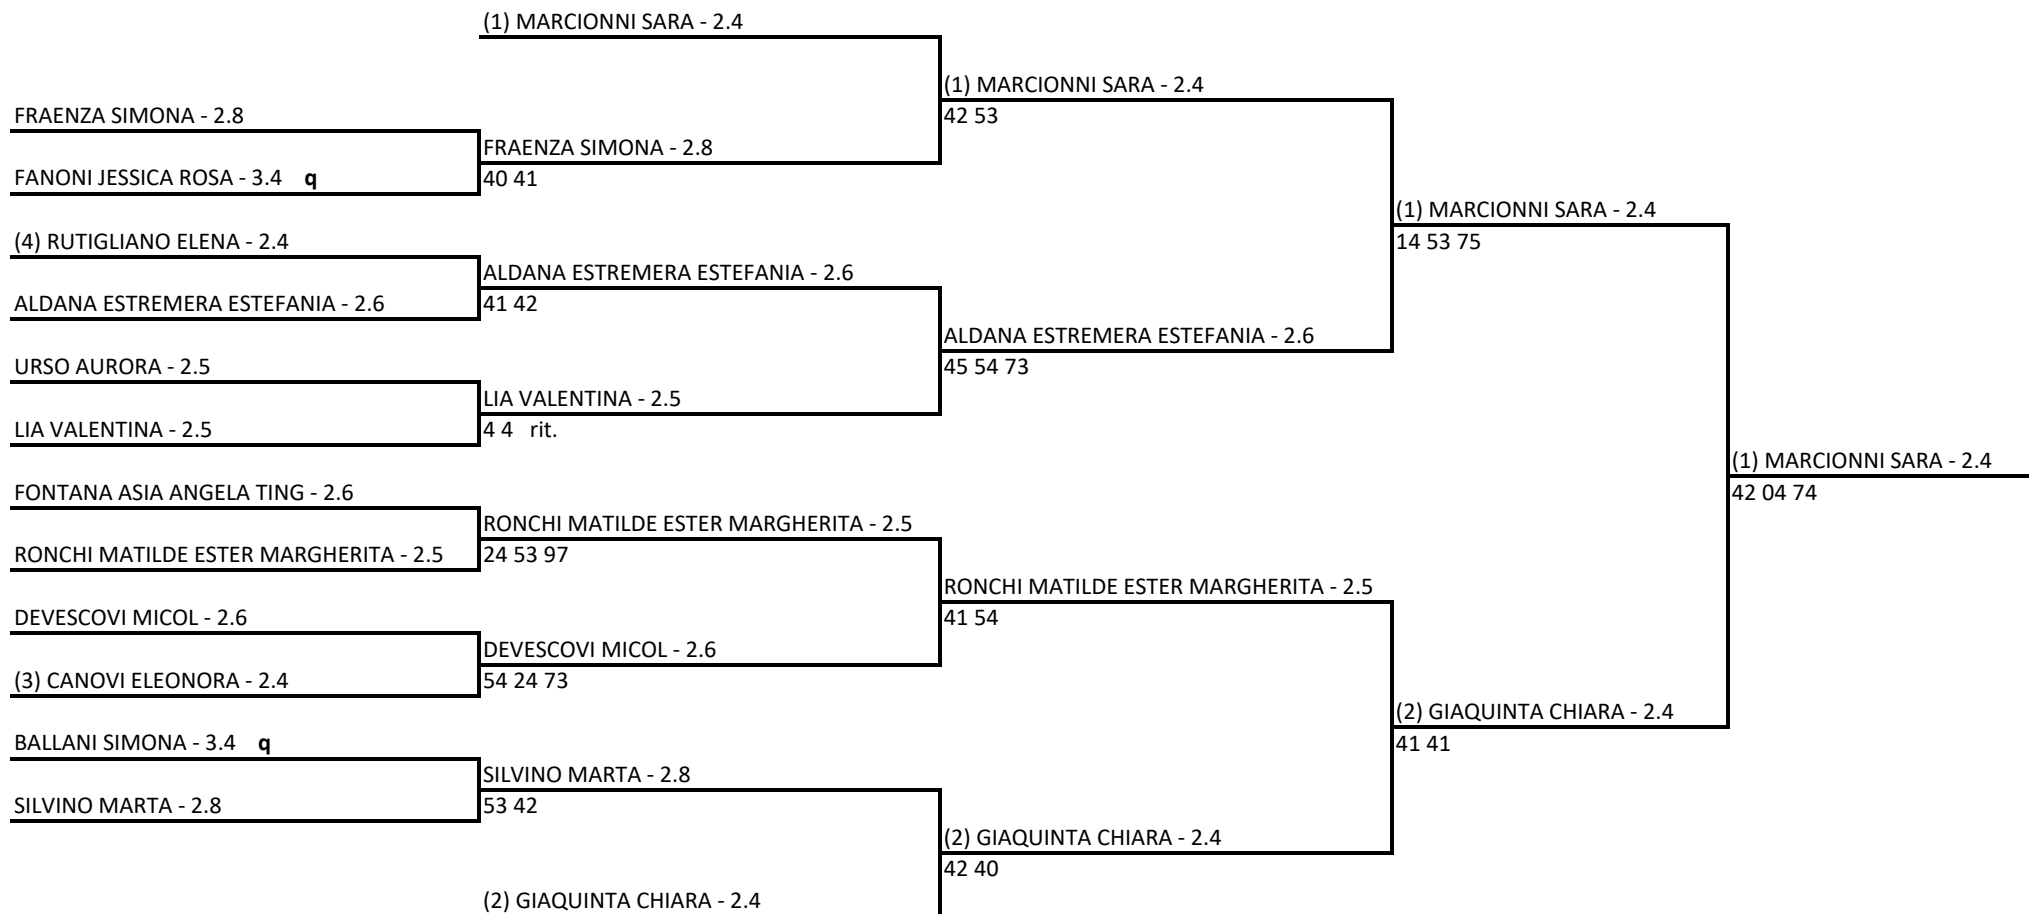 (1) MARCIONNI SARA - 2.4
(1) MARCIONNI SARA - 2.4
FRAENZA SIMONA - 2.8
42 53
FRAENZA SIMONA - 2.8
FANONI JESSICA ROSA - 3.4 q
40 41
(1) MARCIONNI SARA - 2.4
(4) RUTIGLIANO ELENA - 2.4
14 53 75
ALDANA ESTREMERA ESTEFANIA - 2.6
ALDANA ESTREMERA ESTEFANIA - 2.6
41 42
ALDANA ESTREMERA ESTEFANIA - 2.6
URSO AURORA - 2.5
45 54 73
LIA VALENTINA - 2.5
LIA VALENTINA - 2.5
4 4 rit.
(1) MARCIONNI SARA - 2.4
FONTANA ASIA ANGELA TING - 2.6
42 04 74
RONCHI MATILDE ESTER MARGHERITA - 2.5
RONCHI MATILDE ESTER MARGHERITA - 2.5
24 53 97
RONCHI MATILDE ESTER MARGHERITA - 2.5
DEVESCOVI MICOL - 2.6
41 54
DEVESCOVI MICOL - 2.6
(3) CANOVI ELEONORA - 2.4
54 24 73
(2) GIAQUINTA CHIARA - 2.4
BALLANI SIMONA - 3.4 q
41 41
SILVINO MARTA - 2.8
SILVINO MARTA - 2.8
53 42
(2) GIAQUINTA CHIARA - 2.4
42 40
(2) GIAQUINTA CHIARA - 2.4